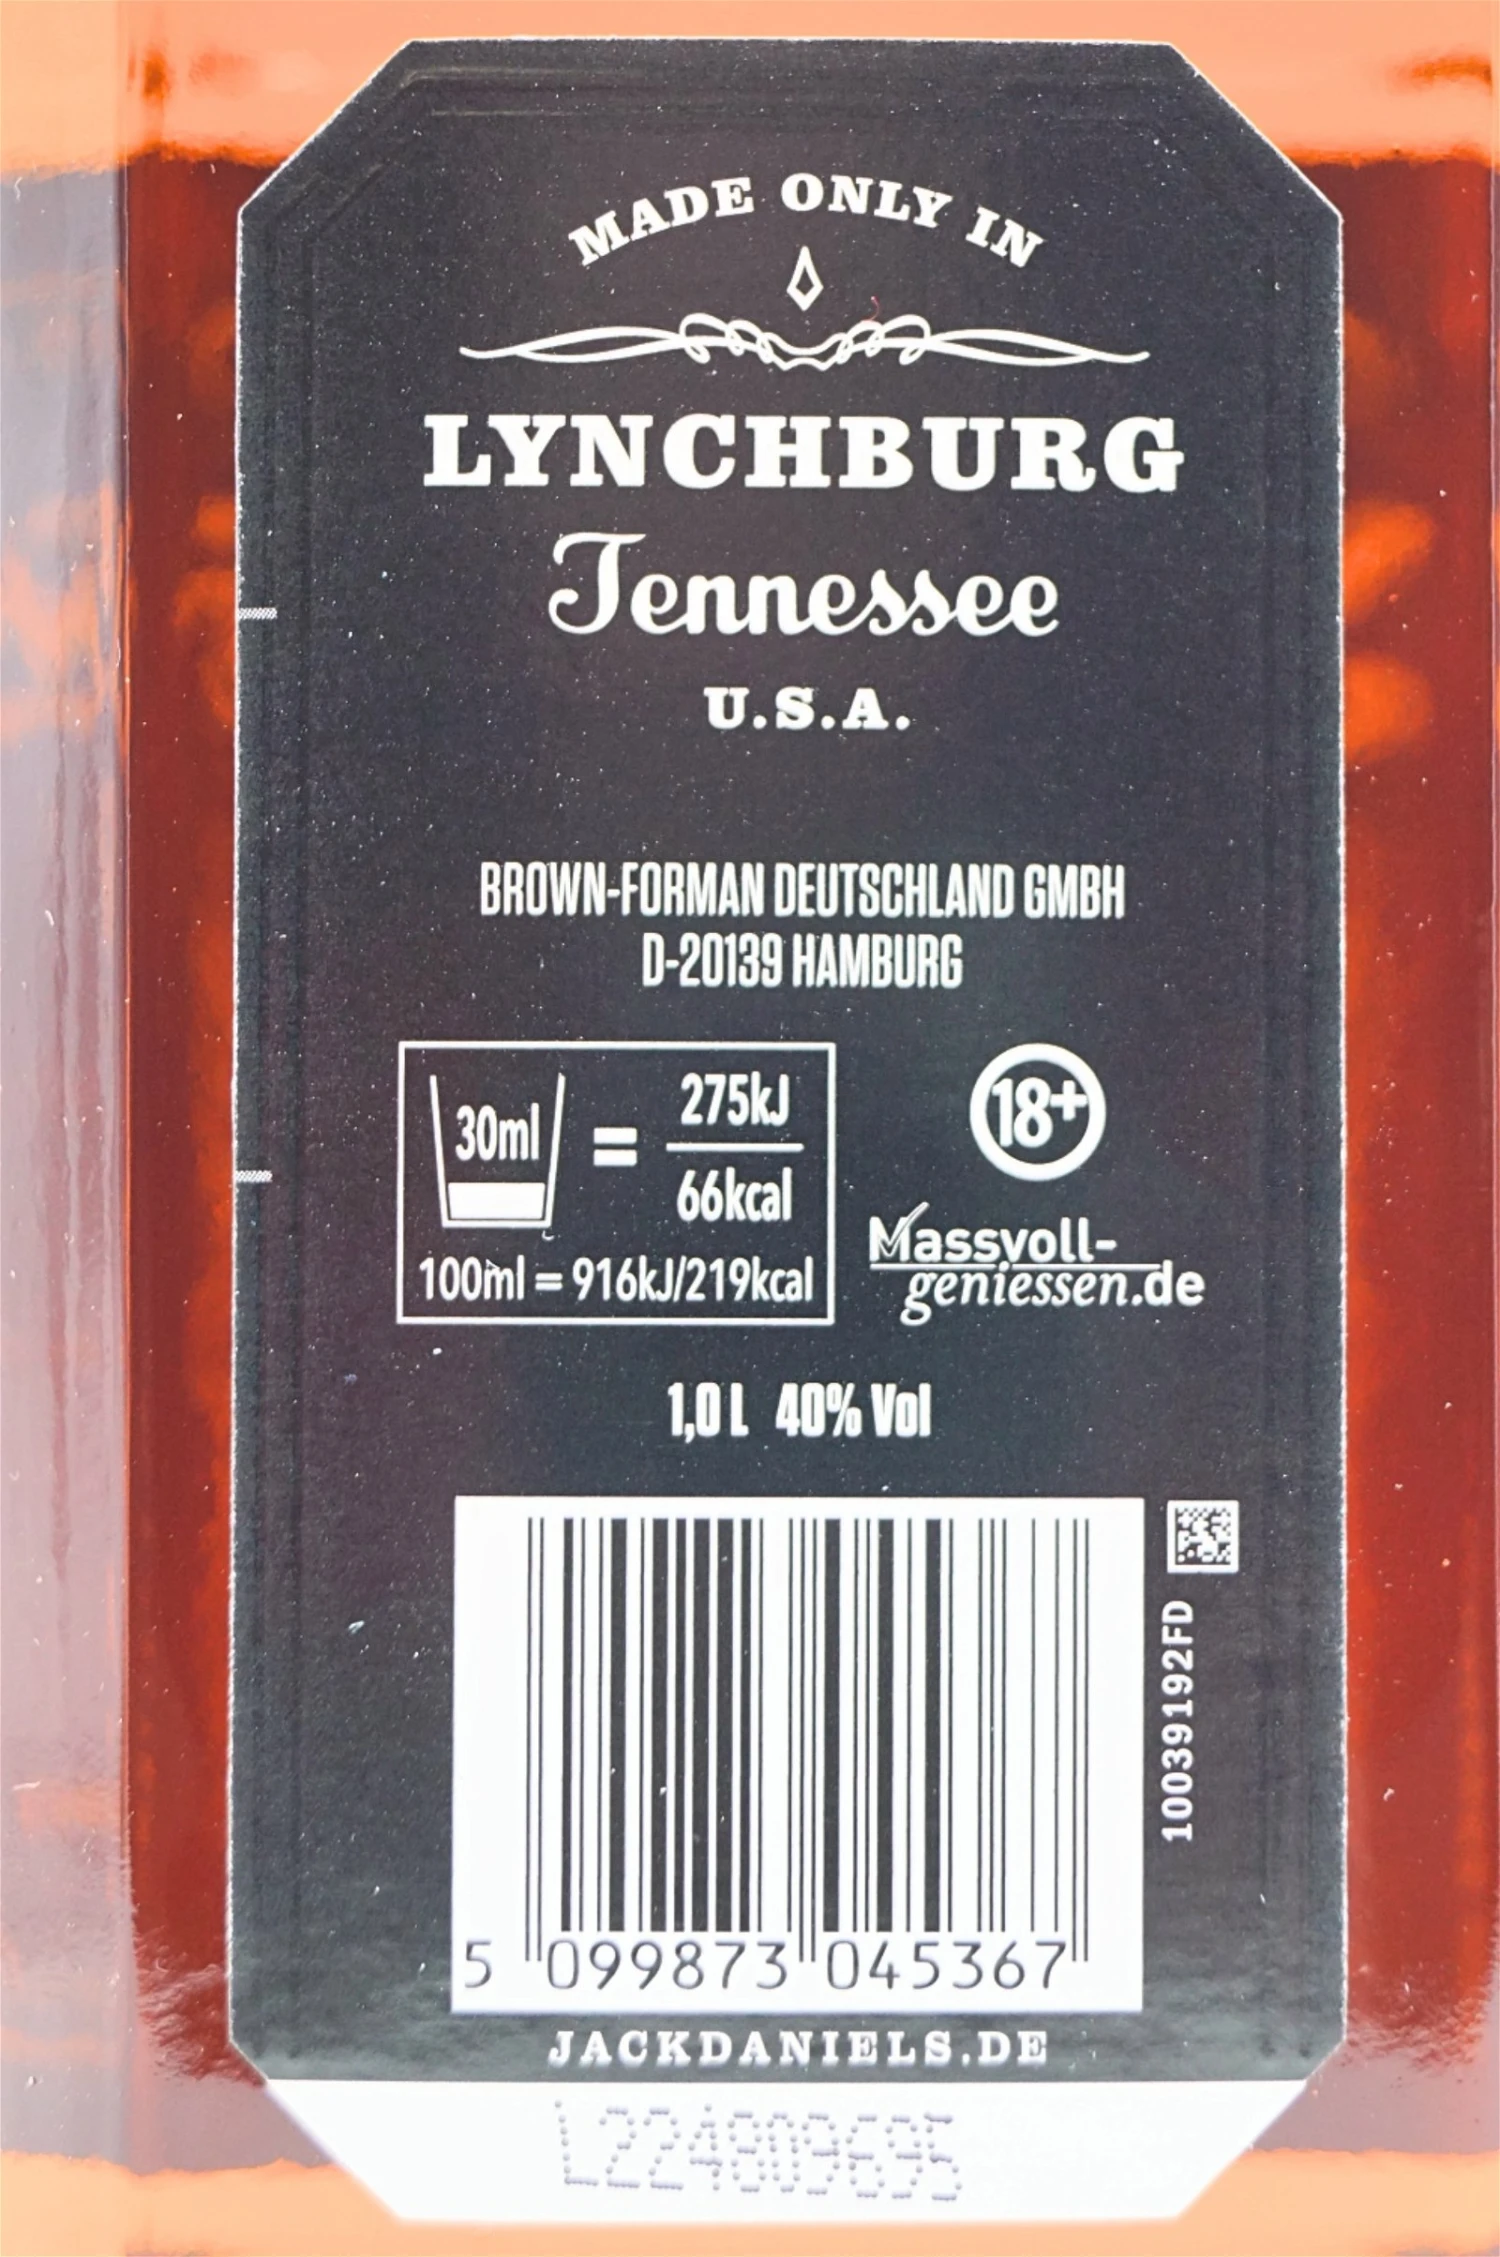 MADE ONLY IN
LYNCHBURG
Tennessee
U.S.A.
BROWN-FORMAN DEUTSCHLAND GMBH
D-20139 HAMBURG
30ml = 275kJ
66kcal
100ml = 916kJ/219kcal
18+
Massvoll-
geniessen.de
1,0 L 40% Vol
10039192FD
5 099873 045367
JACKDANIELS.DE
L224809695